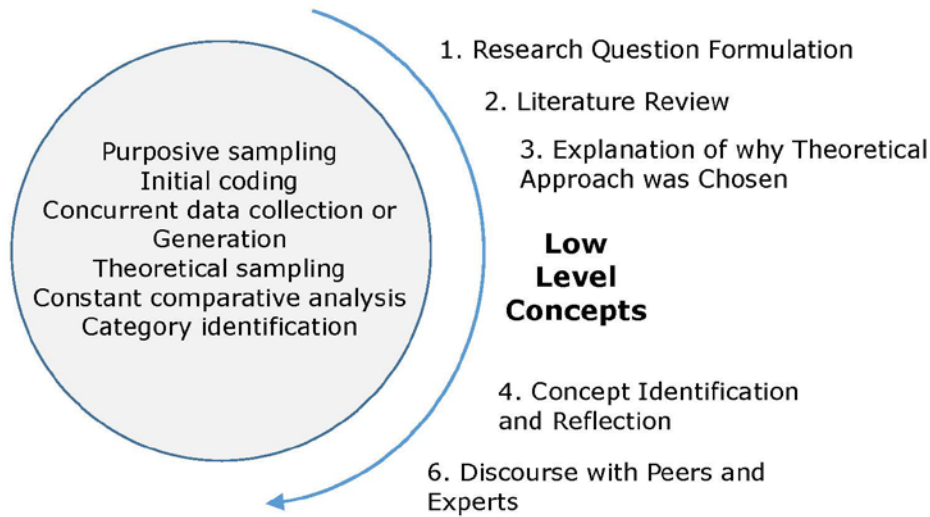 Purposive sampling
Initial coding
Concurrent data collection or
Generation
Theoretical sampling
Constant comparative analysis
Category identification
1. Research Question Formulation
2. Literature Review
3. Explanation of why Theoretical
Approach was Chosen
Low
Level
Concepts
4. Concept Identification
and Reflection
6. Discourse with Peers and
Experts